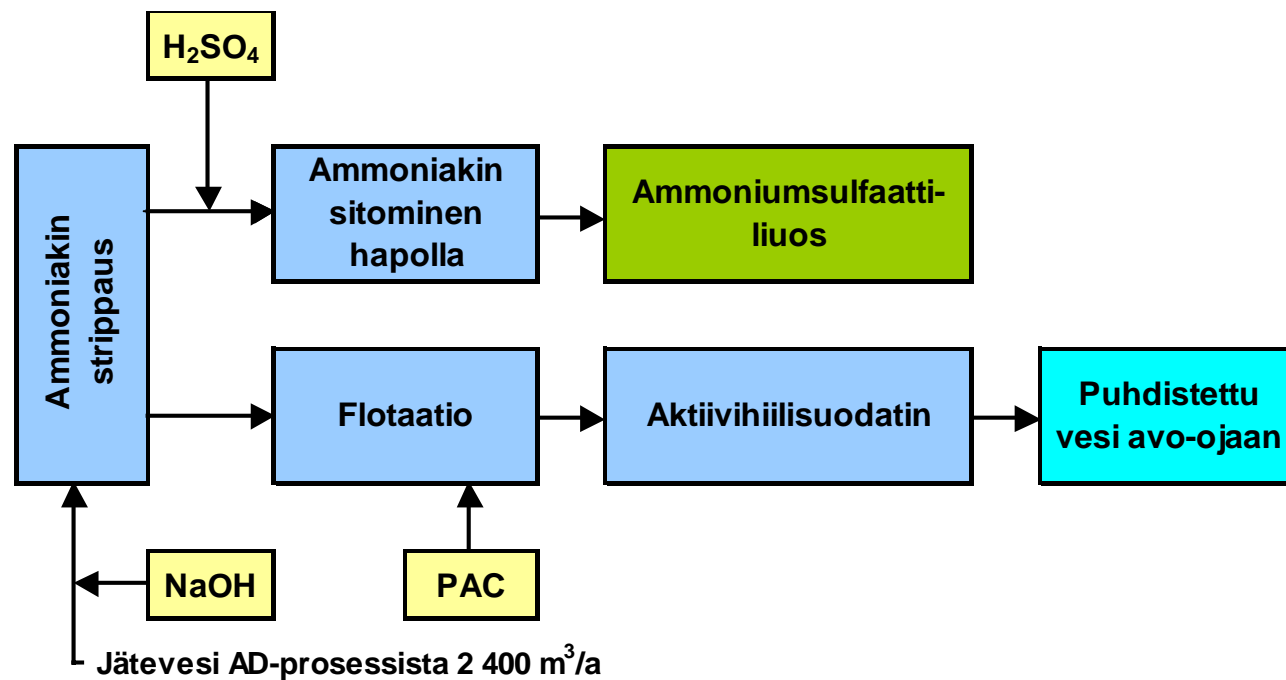 H₂SO₄
Ammoniakin
strippaus
Ammoniakin
sitominen
hapolla
Ammoniumsulfaatti-
liuos
Flotaatio
Aktiivihiilisuodatin
Puhdistettu
vesi avo-ojaan
NaOH
PAC
Jätevesi AD-prosessista 2 400 m³/a